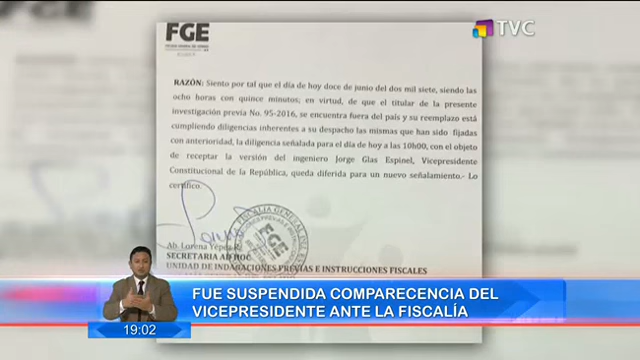 FGE
TVC
RAZÓN: Siento por tal que el día de hoy doce de junio del dos mil siete, siendo las
ocho horas con quince minutos; en virtud, de que el titular de la presente
investigación previa No. 95-2016, se encuentra fuera del país y su reemplazo está
cumpliendo diligencias inherentes a su despacho las mismas que han sido fijadas
con anterioridad, la diligencia señalada para el día de hoy a las 10h00, con el objeto
de receptar la versión del ingeniero Jorge Glas Espinel, Vicepresidente
Constitucional de la República, queda diferida para un nuevo señalamiento.- Lo
certifico.
FGE
Ab. Lorena Yépez
SECRETARIA AD HOC
UNIDAD DE INDAGACIONES PREVIAS E INSTRUCCIONES FISCALES
FUE SUSPENDIDA COMPARECENCIA DEL
VICEPRESIDENTE ANTE LA FISCALÍA
19:02